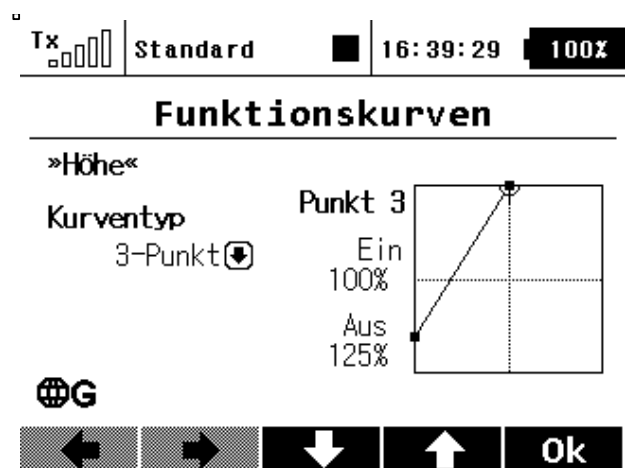 Tx Standard 16:39:29 100%
Funktionskurven
»Höhe«
Kurventyp
3-Punkt
Punkt 3
Ein
100%
Aus
125%
G
Ok